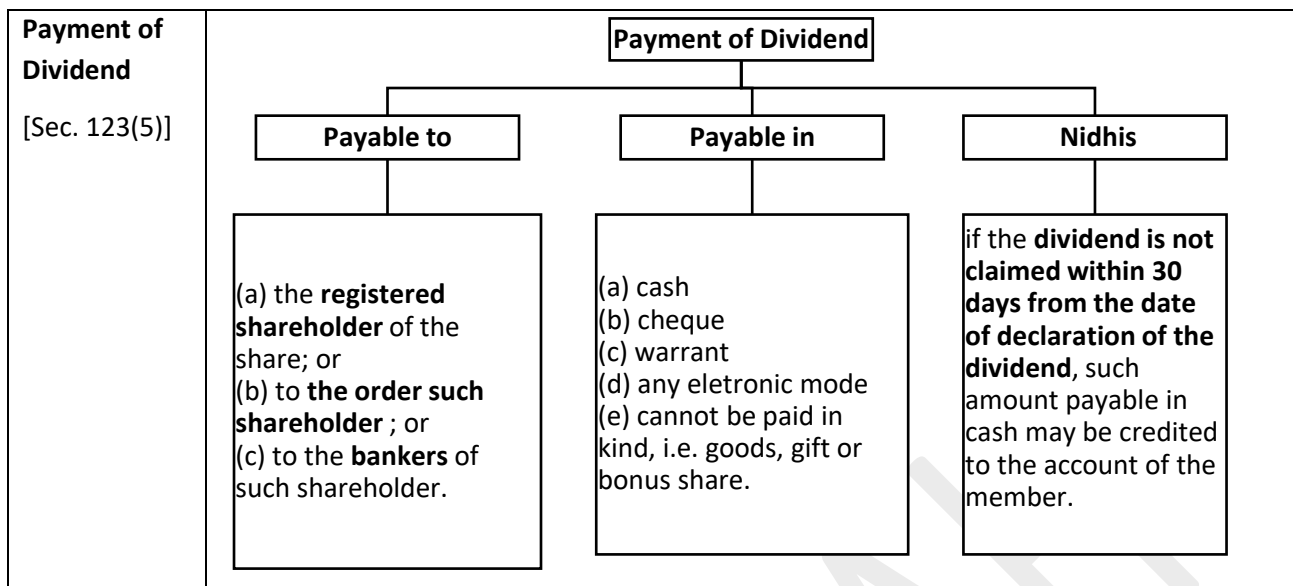 Payment of
Dividend
[Sec. 123(5)]
Payment of Dividend
Payable to
(a) the registered
shareholder of the
share; or
(b) to the order such
shareholder ; or
(c) to the bankers of
such shareholder.
Payable in
(a) cash
(b) cheque
(c) warrant
(d) any eletronic mode
(e) cannot be paid in
kind, i.e. goods, gift or
bonus share.
Nidhis
if the dividend is not
claimed within 30
days from the date
of declaration of the
dividend, such
amount payable in
cash may be credited
to the account of the
member.